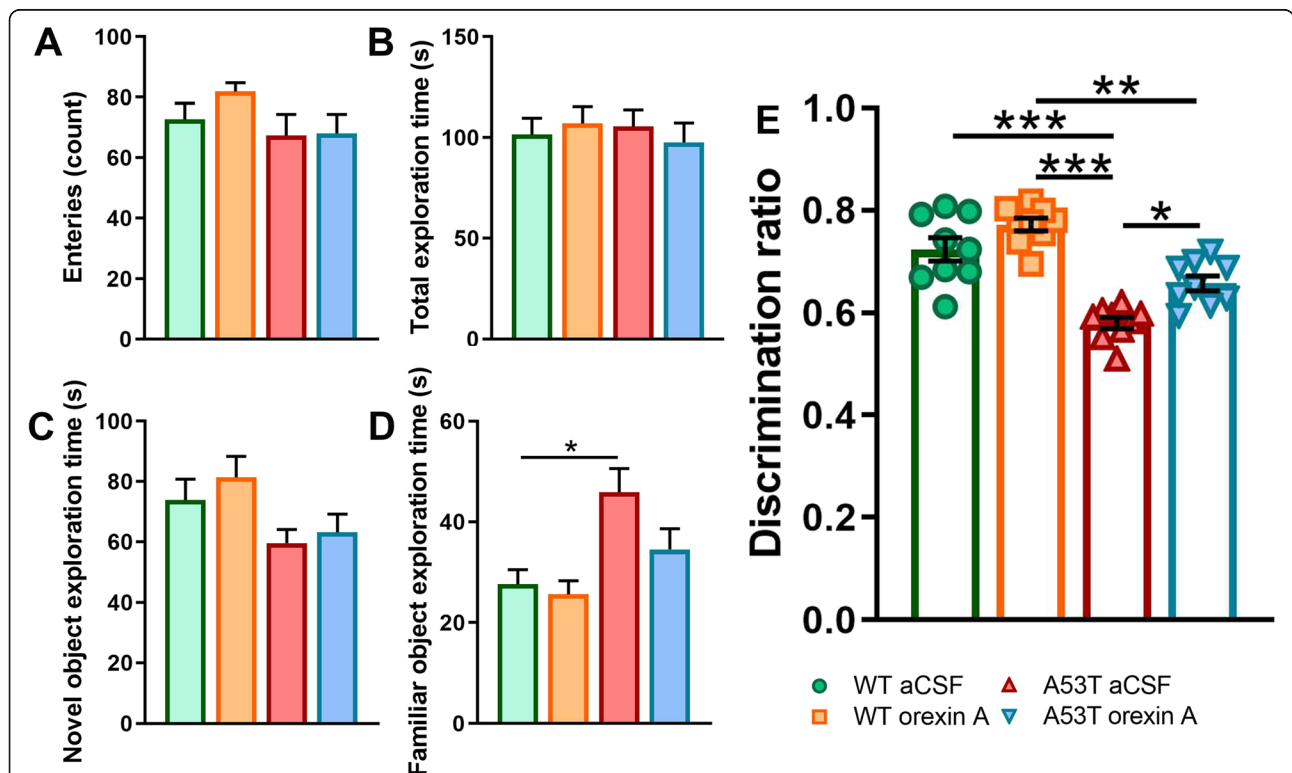 A
Enteries (count)
100
80
60
40
20
0
B
Total exploration time (s)
150
100
50
0
C
Novel object exploration time (s)
100
80
60
40
20
0
D
Familiar object exploration time (s)
60
40
20
0
*
E
Discrimination ratio
1.0
0.8
0.6
0.4
0.2
0.0
**
***
***
*
WT aCSF
A53T aCSF
WT orexin A
A53T orexin A